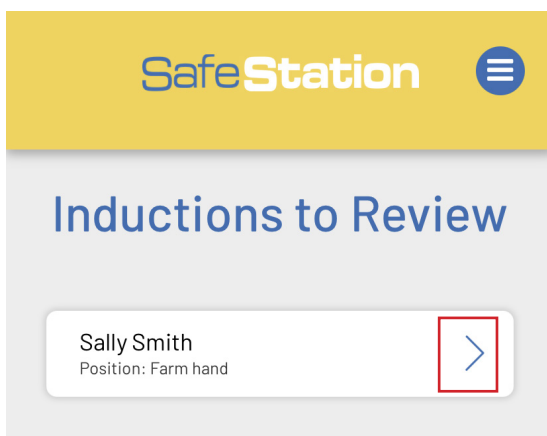 SafeStation
Inductions to Review
Sally Smith
Position: Farm hand